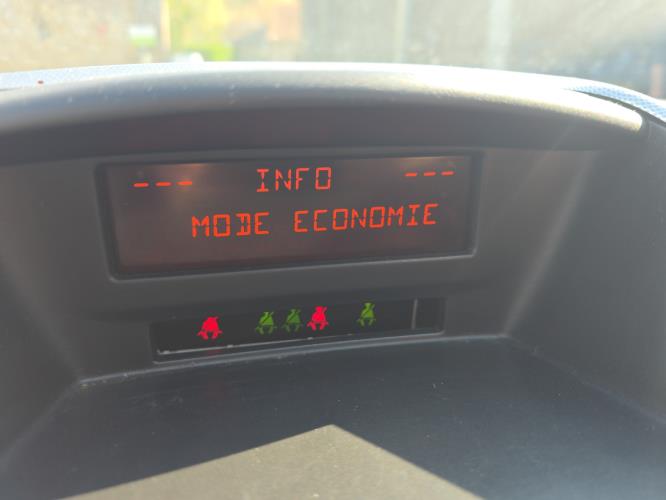 --- INFO ---
MODE ECONOMIE